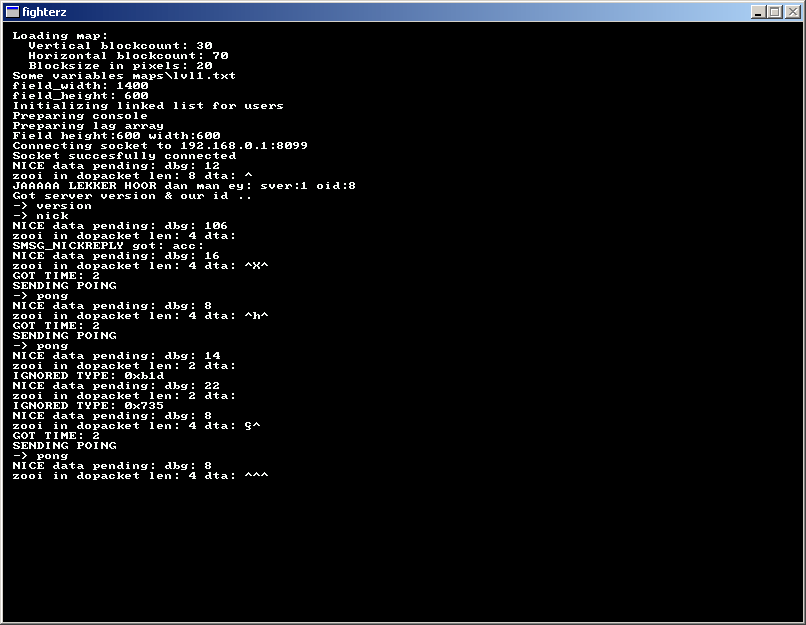 fighterz
Loading map:
  Vertical blockcount: 30
  Horizontal blockcount: 70
  Blocksize in pixels: 20
Some variables maps\lvl1.txt
field_width: 1400
field_height: 600
Initializing linked list for users
Preparing console
Preparing lag array
Field height:600 width:600
Connecting socket to 192.168.0.1:8099
Socket succesfully connected
NICE data pending: dbg: 12
zooi in dopacket len: 8 dta: ^
JAAAAA LEKKER HOOR dan man ey: sver:1 oid:8
Got server version & our id ..
-> version
-> nick
NICE data pending: dbg: 106
zooi in dopacket len: 4 dta:
SMSG_NICKREPLY got: acc:
NICE data pending: dbg: 16
zooi in dopacket len: 4 dta: ^X^
GOT TIME: 2
SENDING POING
-> pong
NICE data pending: dbg: 8
zooi in dopacket len: 4 dta: ^h^
GOT TIME: 2
SENDING POING
-> pong
NICE data pending: dbg: 14
zooi in dopacket len: 2 dta:
IGNORED TYPE: 0xb1d
NICE data pending: dbg: 22
zooi in dopacket len: 2 dta:
IGNORED TYPE: 0x735
NICE data pending: dbg: 8
zooi in dopacket len: 4 dta: Ģ^
GOT TIME: 2
SENDING POING
-> pong
NICE data pending: dbg: 8
zooi in dopacket len: 4 dta: ^^^